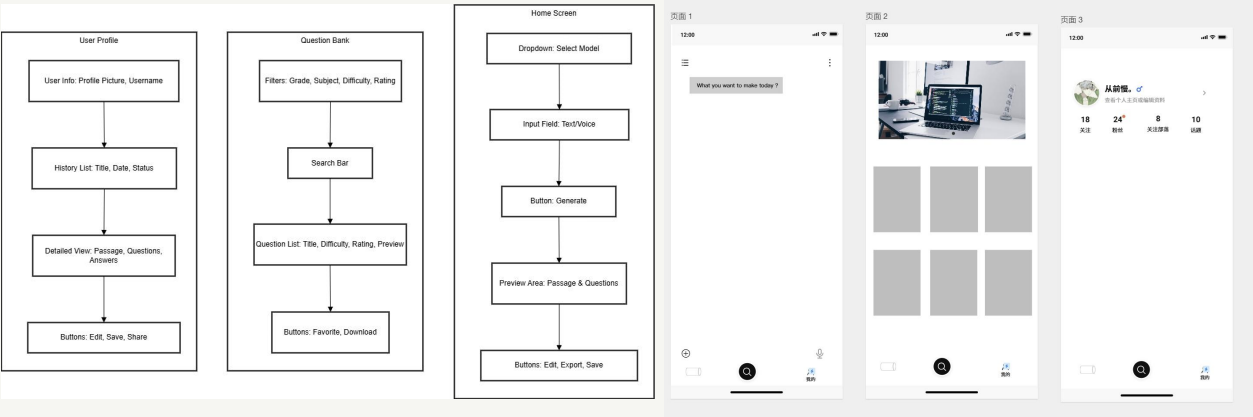 User Profile
User Info: Profile Picture, Username
History List: Title, Date, Status
Detailed View: Passage, Questions,
Answers
Buttons: Edit, Save, Share
Question Bank
Filters: Grade, Subject, Difficulty, Rating
Search Bar
Question List: Title, Difficulty, Rating, Preview
Buttons: Favorite, Download
Home Screen
Dropdown: Select Model
Input Field: Text/Voice
Button: Generate
Preview Area: Passage & Questions
Buttons: Edit, Export, Save
页面 1
12:00
What you want to make today ?
我的
页面 2
12:00
我的
页面 3
12:00
从前慢。
查看个人主页或编辑资料
18 24 8 10
关注 粉丝 关注部落 话题
我的